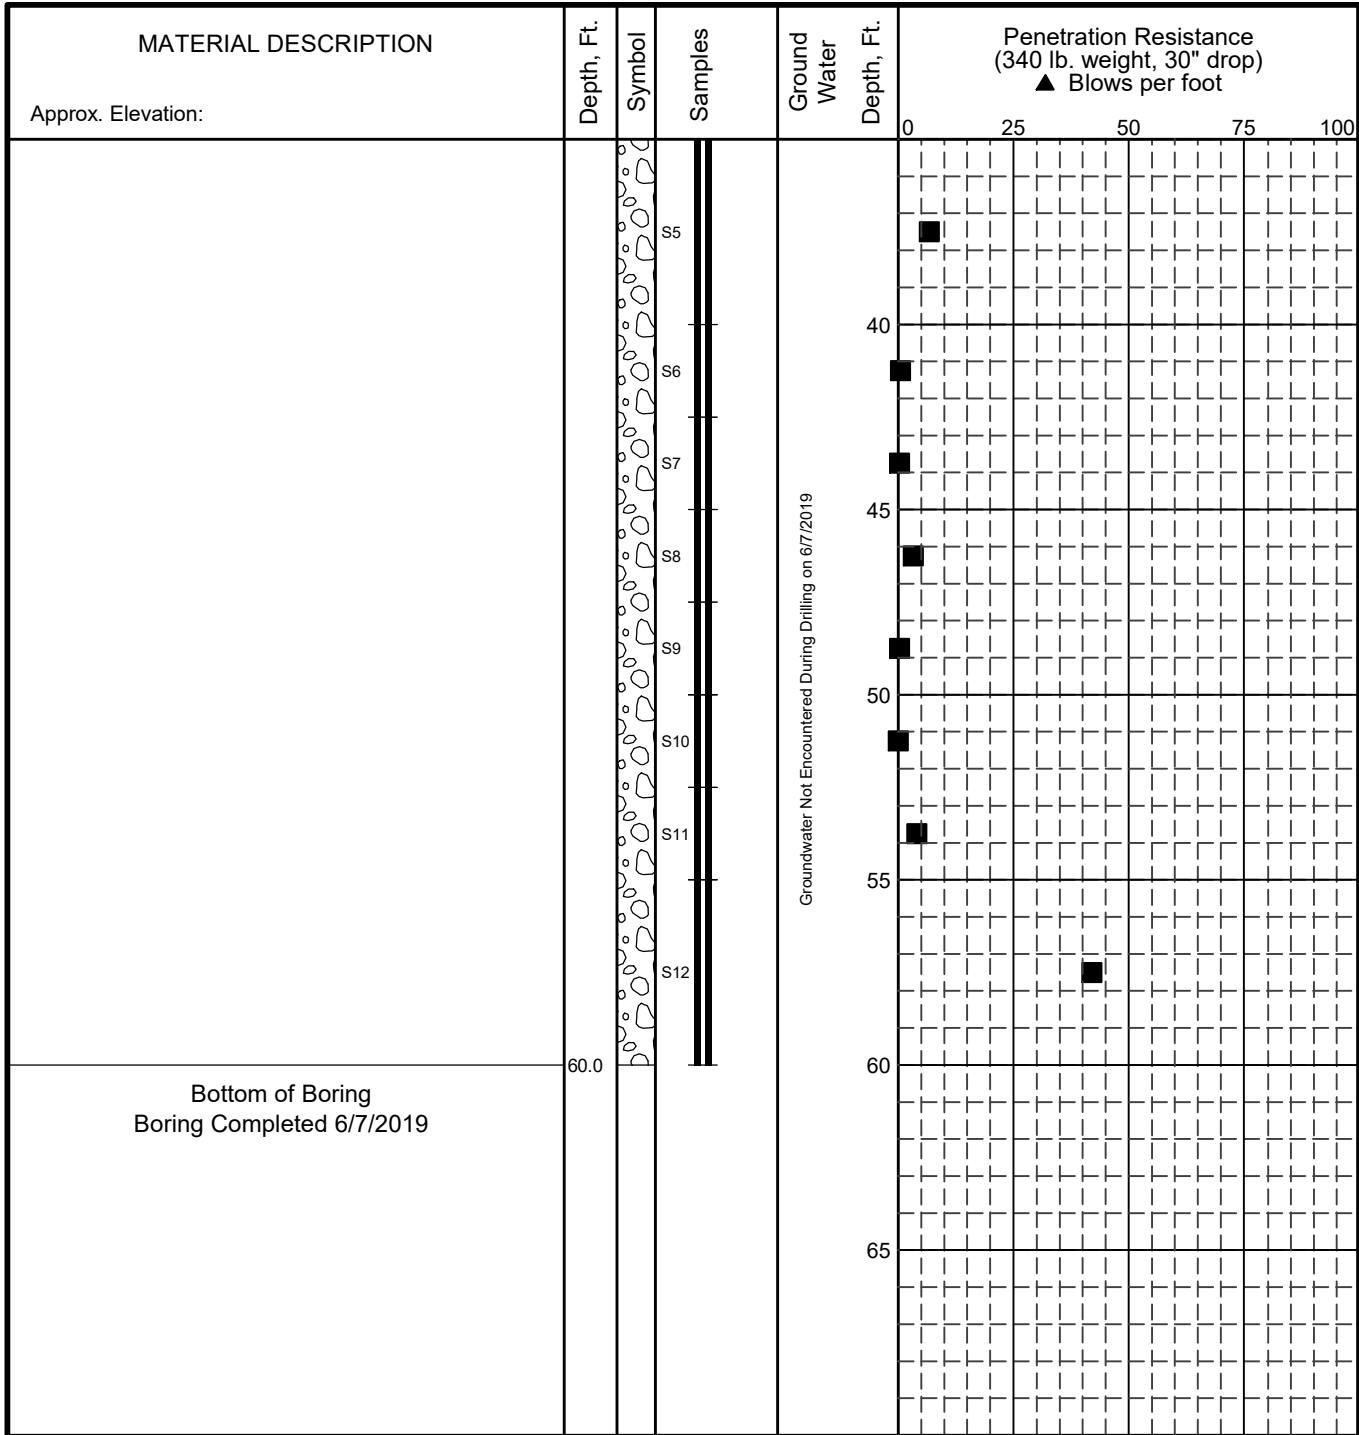 MATERIAL DESCRIPTION
Approx. Elevation:
Depth, Ft.
Symbol
Samples
Ground
Water
Depth, Ft.
Penetration Resistance
(340 lb. weight, 30" drop)
▲ Blows per foot
0 25 50 75 100
S5
40
S6
S7
45
S8
S9
50
S10
S11
55
S12
Groundwater Not Encountered During Drilling on 6/7/2019
60.0
60
Bottom of Boring
Boring Completed 6/7/2019
65